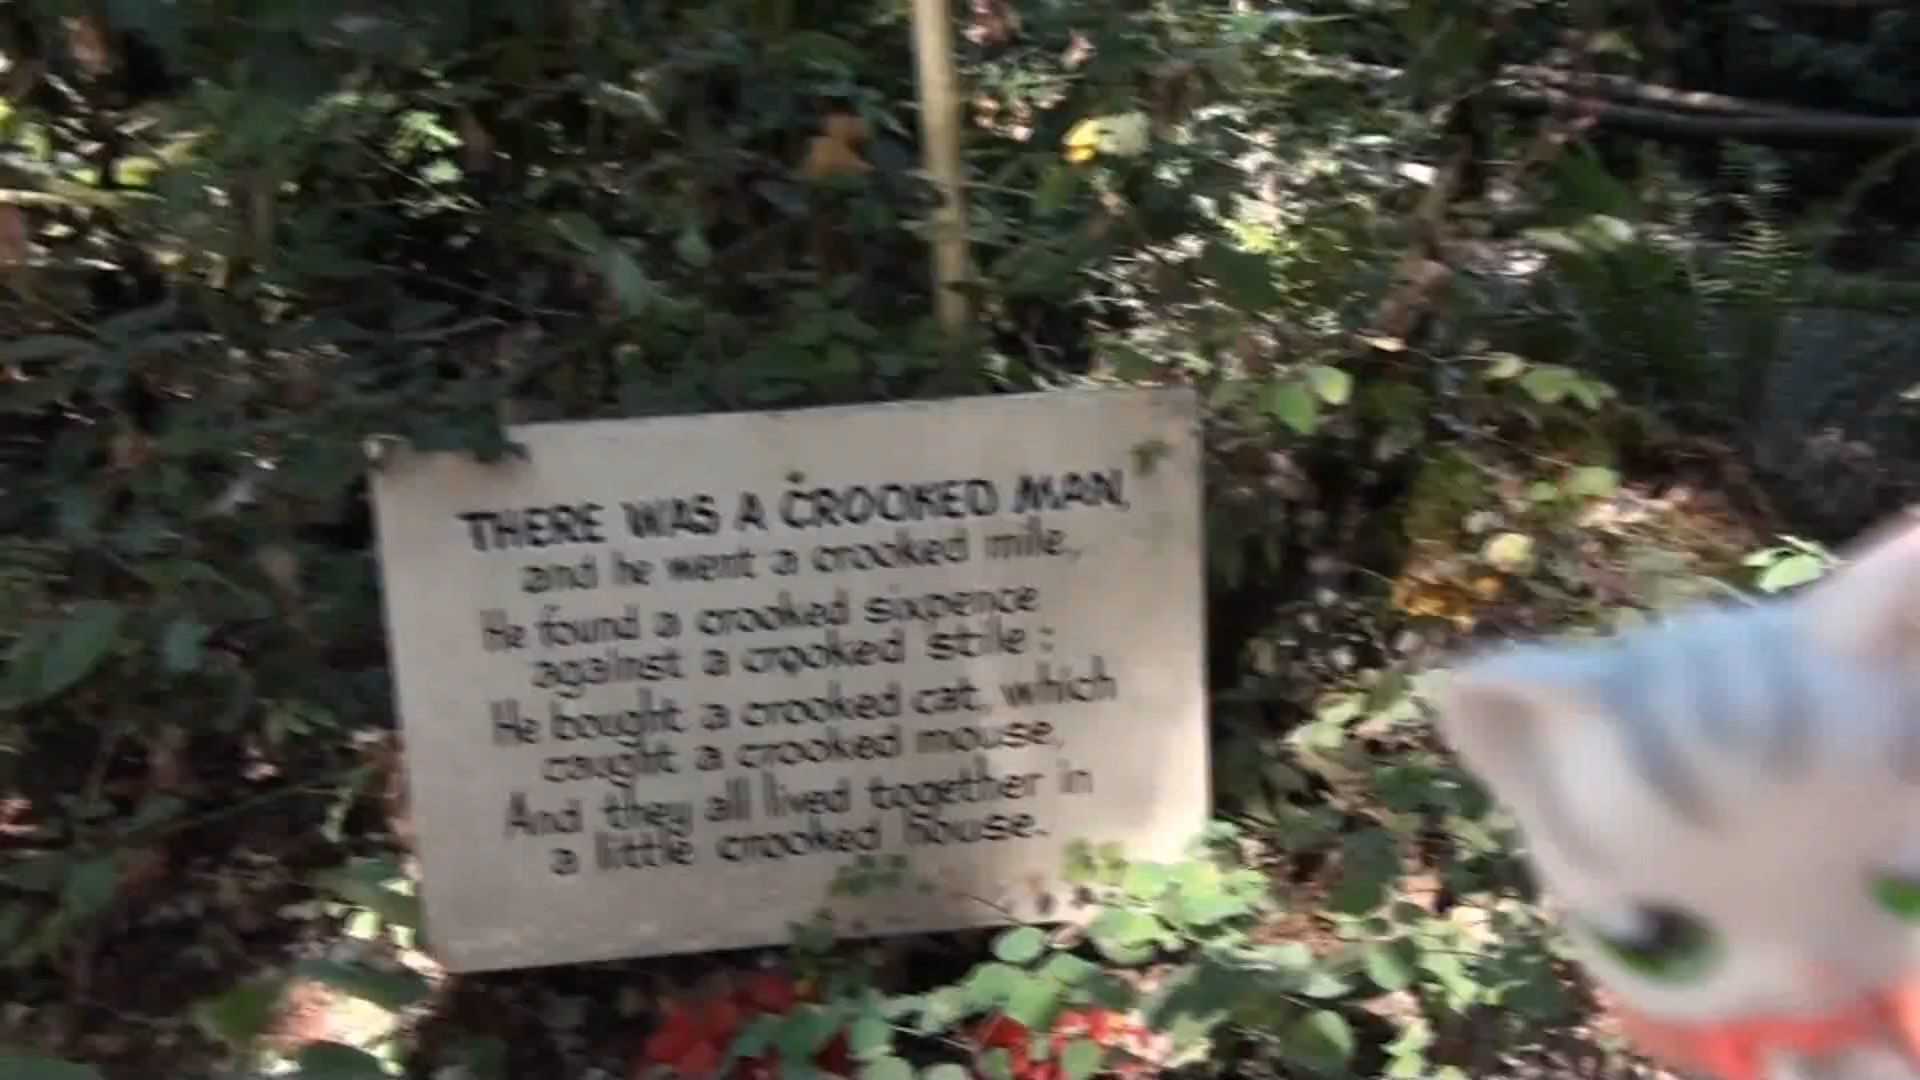 THERE WAS A CROOKED MAN,
and he went a crooked mile,
He found a crooked sixpence
against a crooked stile :
He bought a crooked cat, which
caught a crooked mouse,
And they all lived together in
a little crooked house.